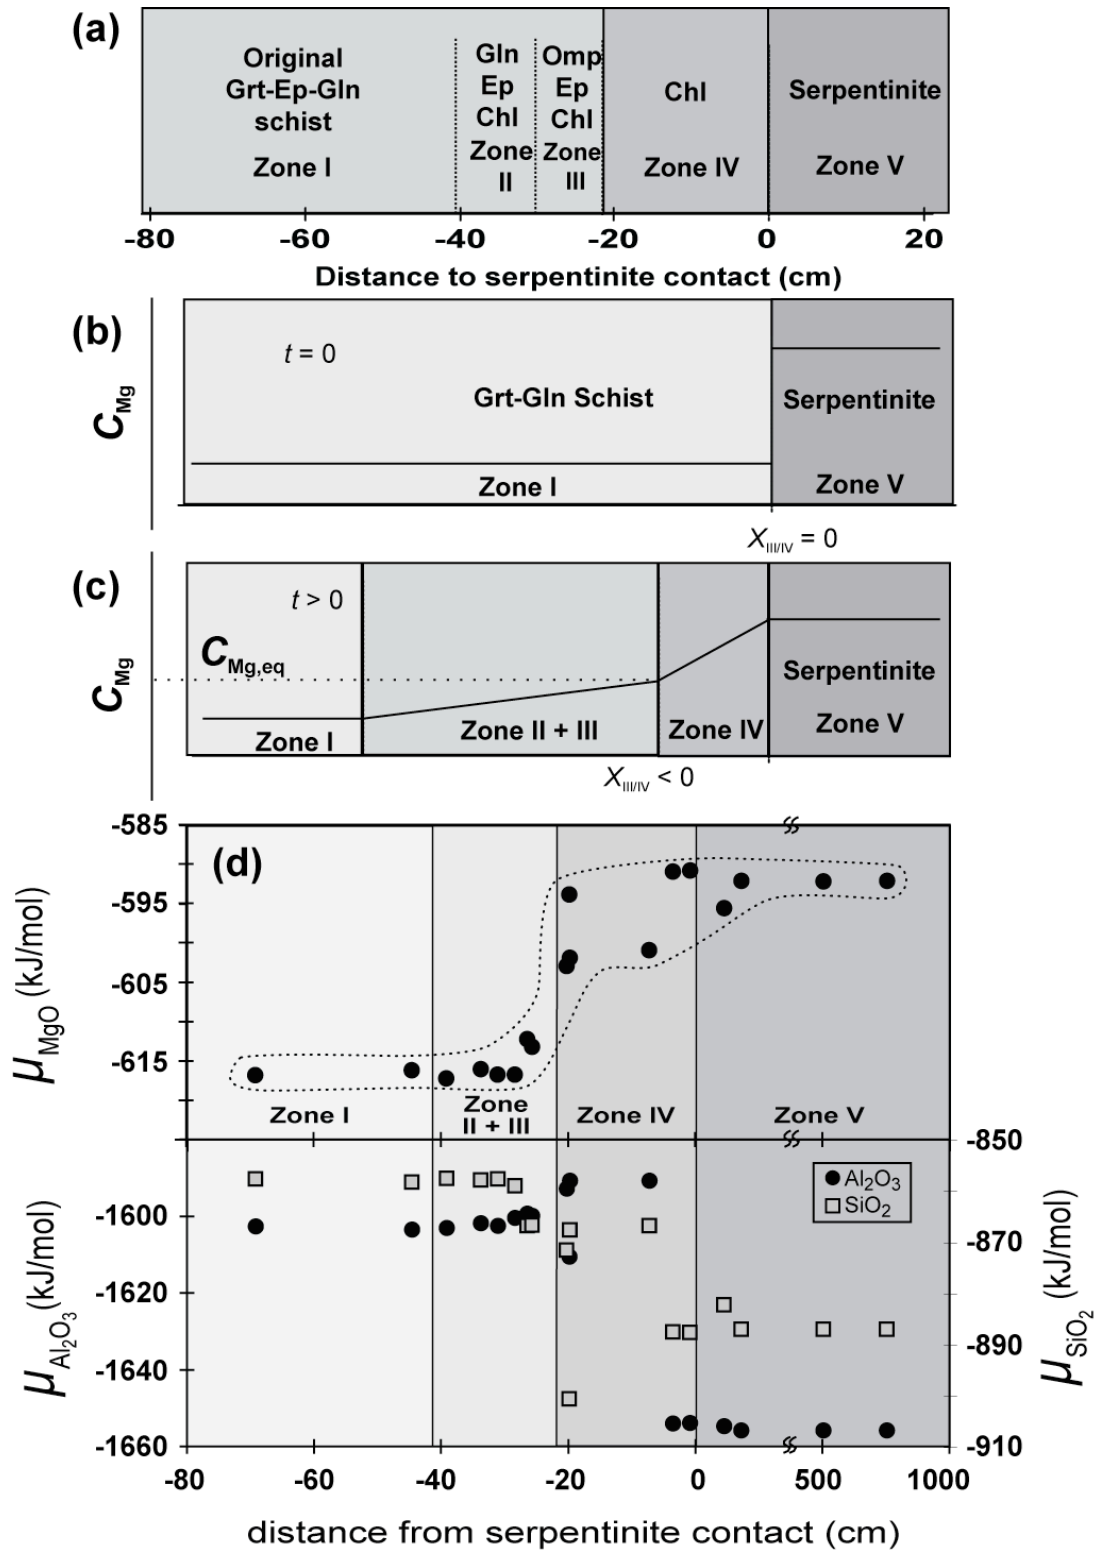 (a)
Original
Grt-Ep-Gln
schist
Zone I
Gln
Ep
Chl
Zone
II
Omp
Ep
Chl
Zone
III
Chl
Zone IV
Serpentinite
Zone V
-80 -60 -40 -20 0 20
Distance to serpentinite contact (cm)
(b)
C_Mg
t = 0
Grt-Gln Schist
Zone I
Serpentinite
Zone V
X_III/IV = 0
(c)
C_Mg
t > 0
C_Mg,eq
Zone I
Zone II + III
Zone IV
Serpentinite
Zone V
X_III/IV < 0
(d)
μ_MgO (kJ/mol)
-585
-595
-605
-615
Zone I
Zone
II + III
Zone IV
Zone V
μ_Al₂O₃ (kJ/mol)
-1600
-1620
-1640
-1660
Al₂O₃
SiO₂
-850
-870
-890
-910
μ_SiO₂ (kJ/mol)
-80 -60 -40 -20 0 500 1000
distance from serpentinite contact (cm)